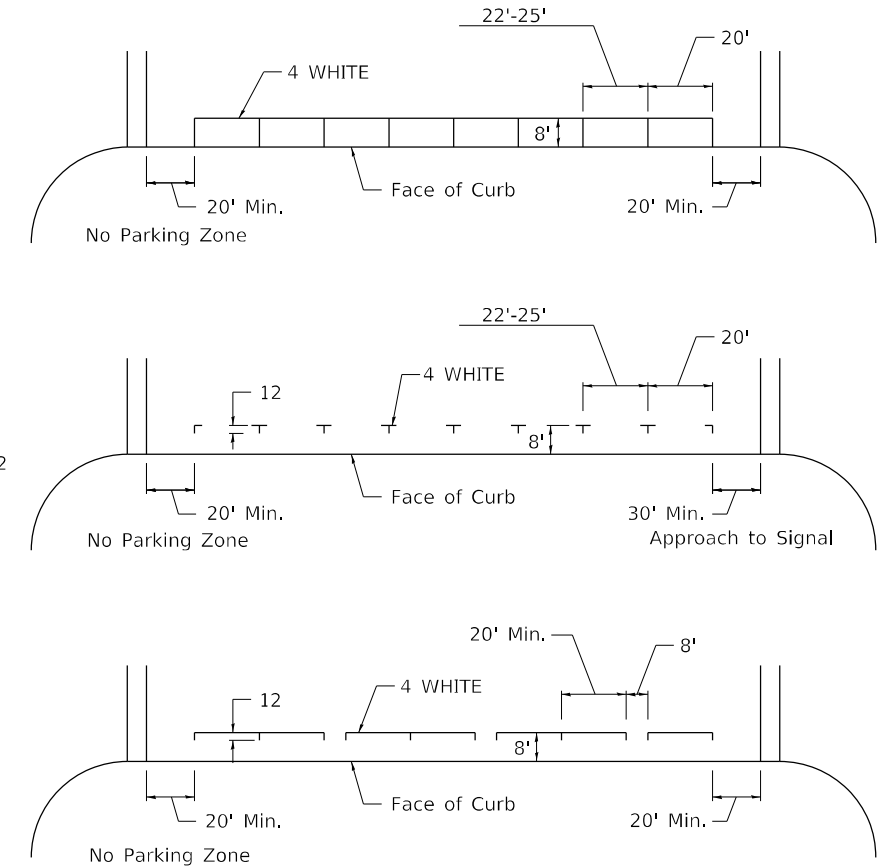 22'-25'
20'
4 WHITE
8'
Face of Curb
20' Min.
20' Min.
No Parking Zone
22'-25'
20'
4 WHITE
12
8'
2
Face of Curb
20' Min.
30' Min.
No Parking Zone
Approach to Signal
20' Min.
8'
4 WHITE
12
8'
Face of Curb
20' Min.
20' Min.
No Parking Zone